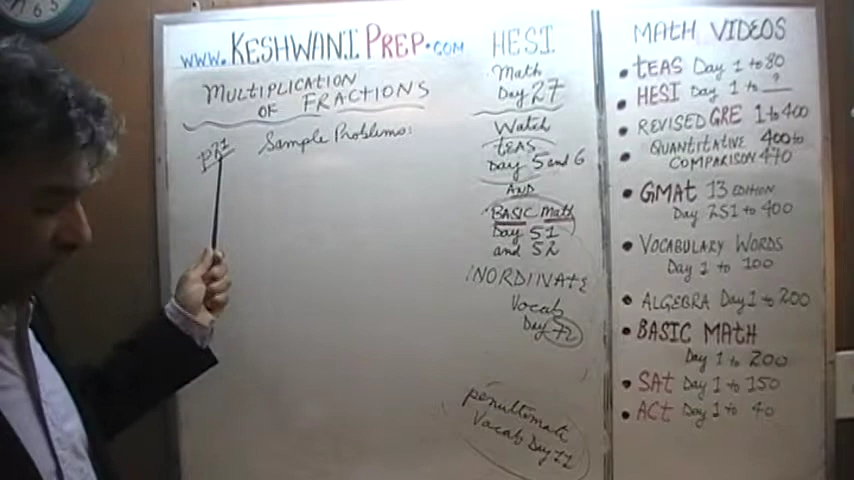 www.KESHWANIPREP.com
MULTIPLICATION
OF FRACTIONS
Sample Problems:
P21
HESI
Math
Day 27
Watch
TEAS
Day 5 and 6
AND
BASIC Math
Day 51
and 52
INORDINATE
Vocab
Day 72
penultimate
Vocab Day 22
MATH VIDEOS
• TEAS Day 1 to 80
• HESI Day 1 to ?
• REVISED GRE 1 to 400
• QUANTITATIVE 400 to
COMPARISON 440
• GMAT 13 EDITION
Day 251 to 400
• VOCABULARY WORDS
Day 1 to 100
• ALGEBRA Day 1 to 200
• BASIC MATH
Day 1 to 200
• SAT Day 1 to 150
• ACT Day 1 to 40